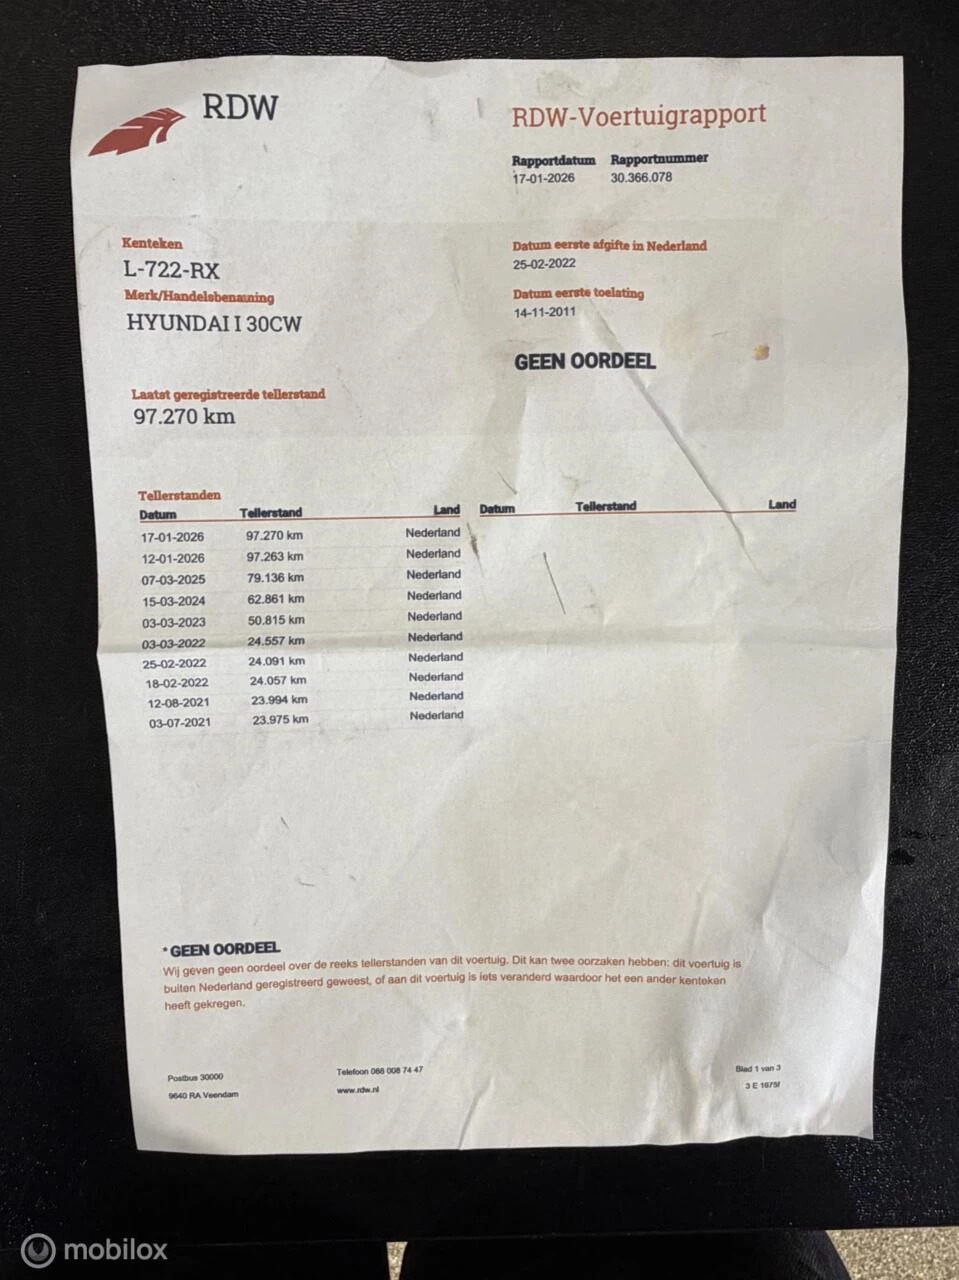 RDW
RDW-Voertuigrapport
Rapportdatum Rapportnummer
17-01-2026 30.366.078
Kenteken
L-722-RX
Merk/Handelsbenaming
HYUNDAI I 30CW
Datum eerste afgifte in Nederland
25-02-2022
Datum eerste toelating
14-11-2011
GEEN OORDEEL
Laatst geregistreerde tellerstand
97.270 km
Tellerstanden
Datum Tellerstand Land Datum Tellerstand Land
17-01-2026 97.270 km Nederland
12-01-2026 97.263 km Nederland
07-03-2025 79.136 km Nederland
15-03-2024 62.861 km Nederland
03-03-2023 50.815 km Nederland
03-03-2022 24.557 km Nederland
25-02-2022 24.091 km Nederland
18-02-2022 24.057 km Nederland
12-08-2021 23.994 km Nederland
03-07-2021 23.975 km Nederland
* GEEN OORDEEL
Wij geven geen oordeel over de reeks tellerstanden van dit voertuig. Dit kan twee oorzaken hebben: dit voertuig is
buiten Nederland geregistreerd geweest, of aan dit voertuig is iets veranderd waardoor het een ander kenteken
heeft gekregen.
Postbus 30000
9640 RA Veendam
Telefoon 088 008 74 47
www.rdw.nl
Blad 1 van 3
3 E 1675f
mobilox